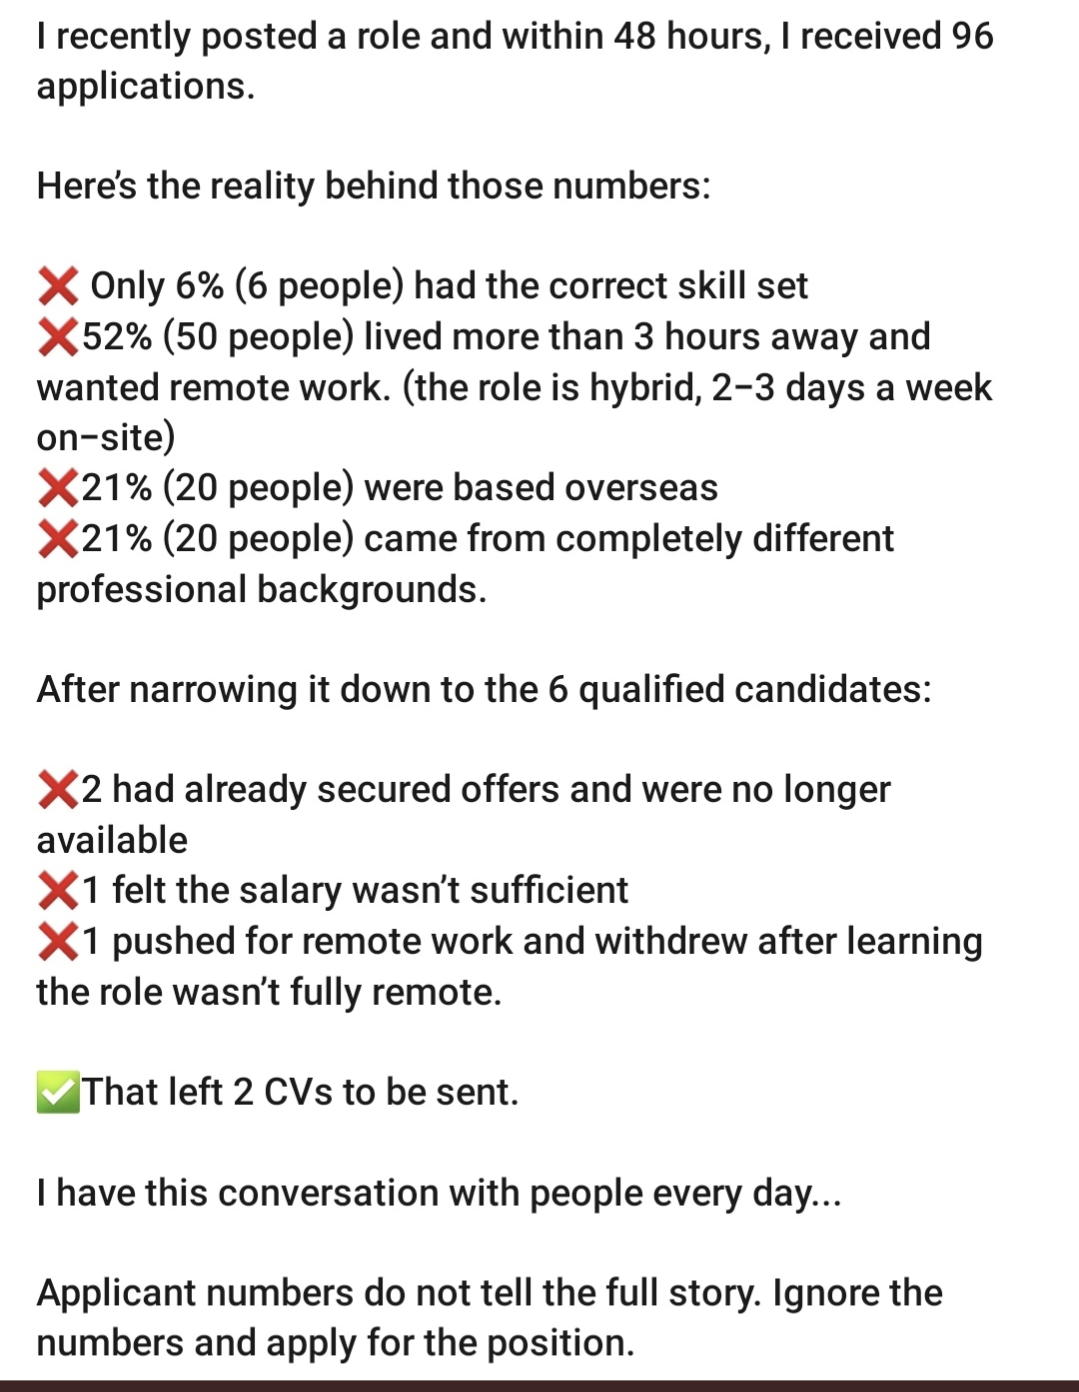 I recently posted a role and within 48 hours, I received 96
applications.
Here's the reality behind those numbers:
❌ Only 6% (6 people) had the correct skill set
❌52% (50 people) lived more than 3 hours away and
wanted remote work. (the role is hybrid, 2–3 days a week
on–site)
❌21% (20 people) were based overseas
❌21% (20 people) came from completely different
professional backgrounds.
After narrowing it down to the 6 qualified candidates:
❌2 had already secured offers and were no longer
available
❌1 felt the salary wasn't sufficient
❌1 pushed for remote work and withdrew after learning
the role wasn't fully remote.
✅That left 2 CVs to be sent.
I have this conversation with people every day...
Applicant numbers do not tell the full story. Ignore the
numbers and apply for the position.